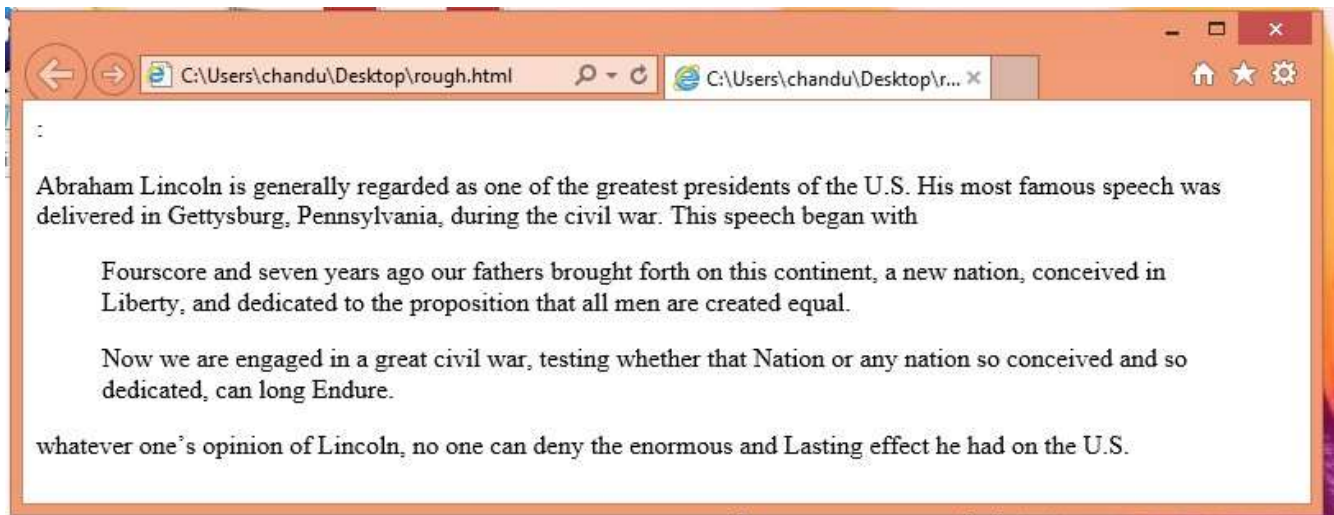 C:\Users\chandu\Desktop\rough.html
C:\Users\chandu\Desktop\r...
:
Abraham Lincoln is generally regarded as one of the greatest presidents of the U.S. His most famous speech was
delivered in Gettysburg, Pennsylvania, during the civil war. This speech began with
Fourscore and seven years ago our fathers brought forth on this continent, a new nation, conceived in
Liberty, and dedicated to the proposition that all men are created equal.
Now we are engaged in a great civil war, testing whether that Nation or any nation so conceived and so
dedicated, can long Endure.
whatever one’s opinion of Lincoln, no one can deny the enormous and Lasting effect he had on the U.S.